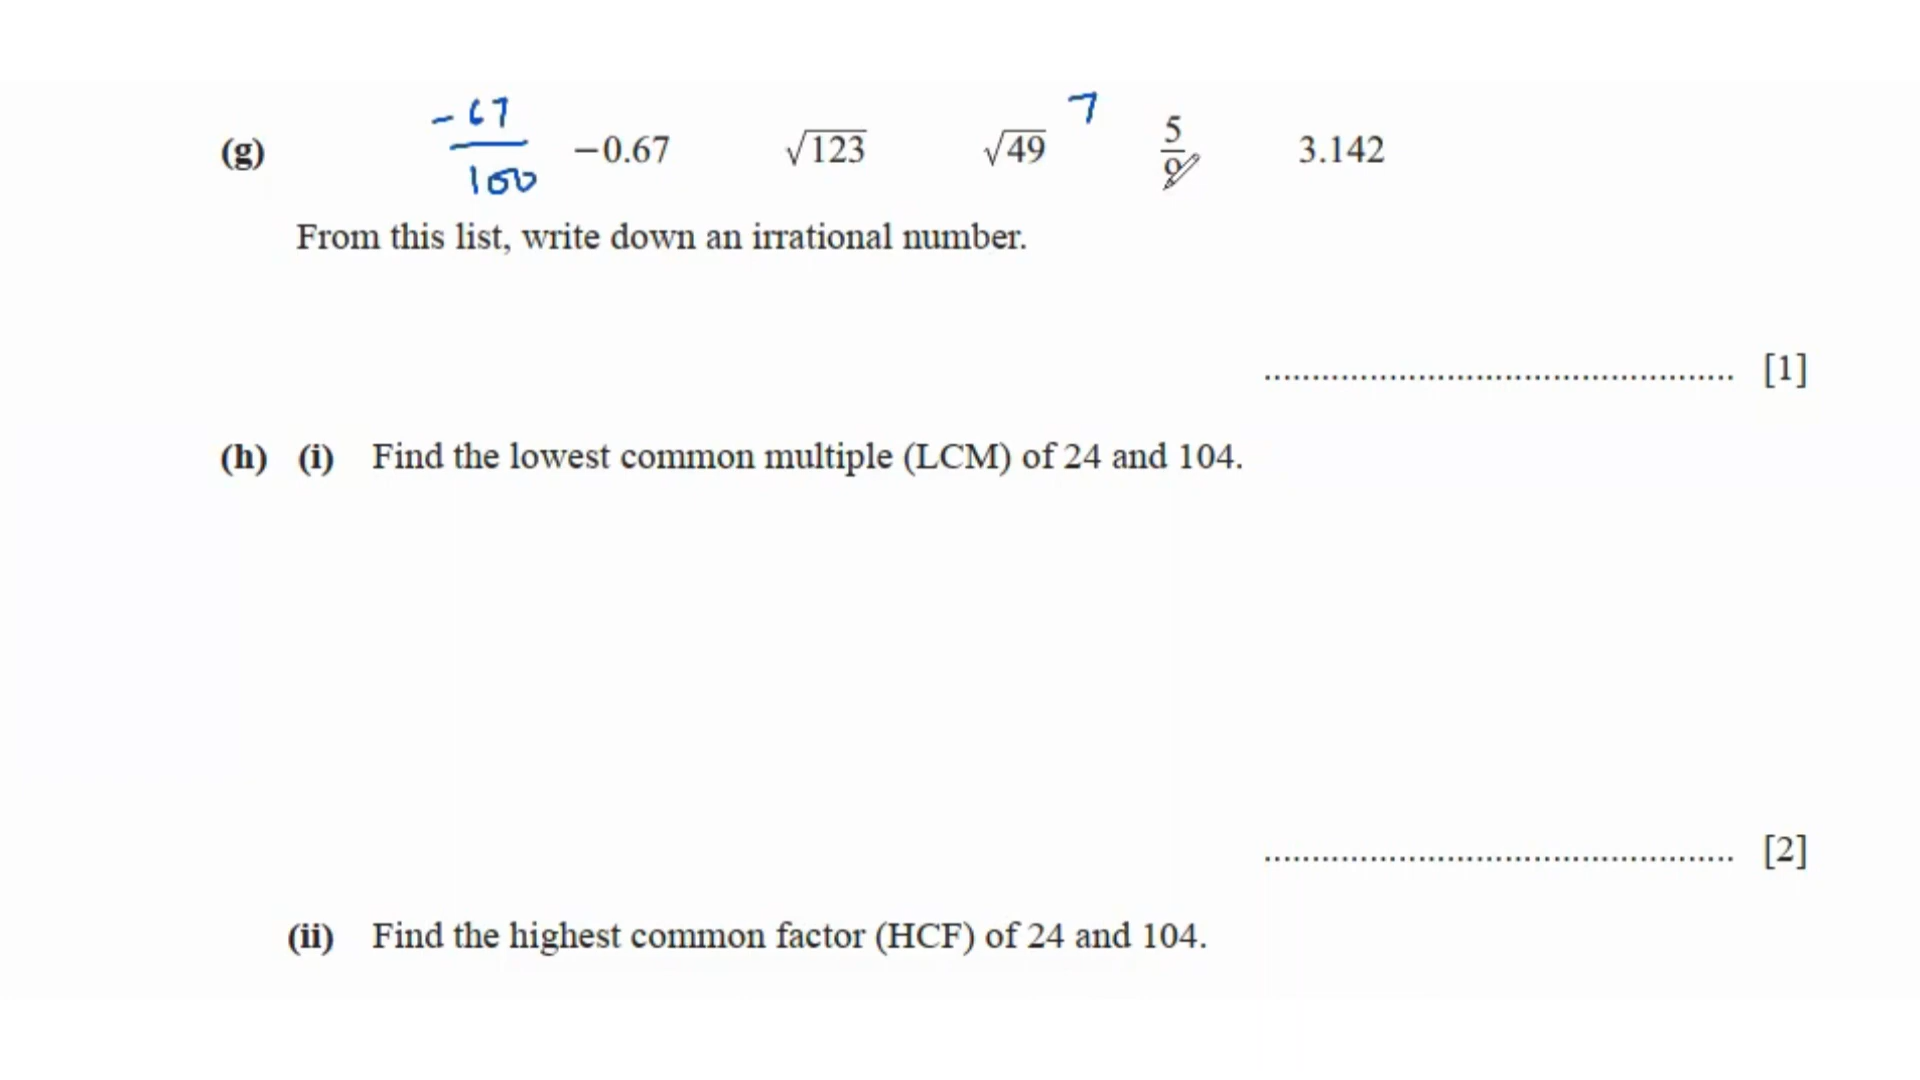 -67
(g) 100 −0.67 √123 √49 7 5/9 3.142
From this list, write down an irrational number.
................................................ [1]
(h) (i) Find the lowest common multiple (LCM) of 24 and 104.
................................................ [2]
(ii) Find the highest common factor (HCF) of 24 and 104.